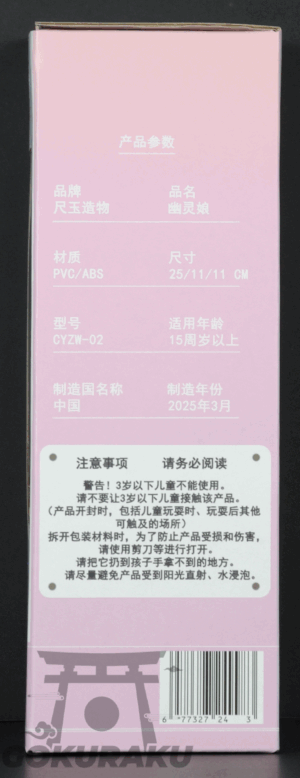 产品参数
品牌 品名
尺玉造物 幽灵娘
材质 尺寸
PVC/ABS 25/11/11 CM
型号 适用年龄
CYZW-02 15周岁以上
制造国名称 制造年份
中国 2025年3月
注意事项 请务必阅读
警告！3岁以下儿童不能使用。
请不要让3岁以下儿童接触该产品。
（产品开封时，包括儿童玩耍时、玩耍后其他
可触及的场所）
拆开包装材料时，为了防止产品受损和伤害，
请使用剪刀等进行打开。
请把它扔到孩子手拿不到的地方。
请尽量避免产品受到阳光直射、水浸泡。
6 77327 24 3
GOKURAKU